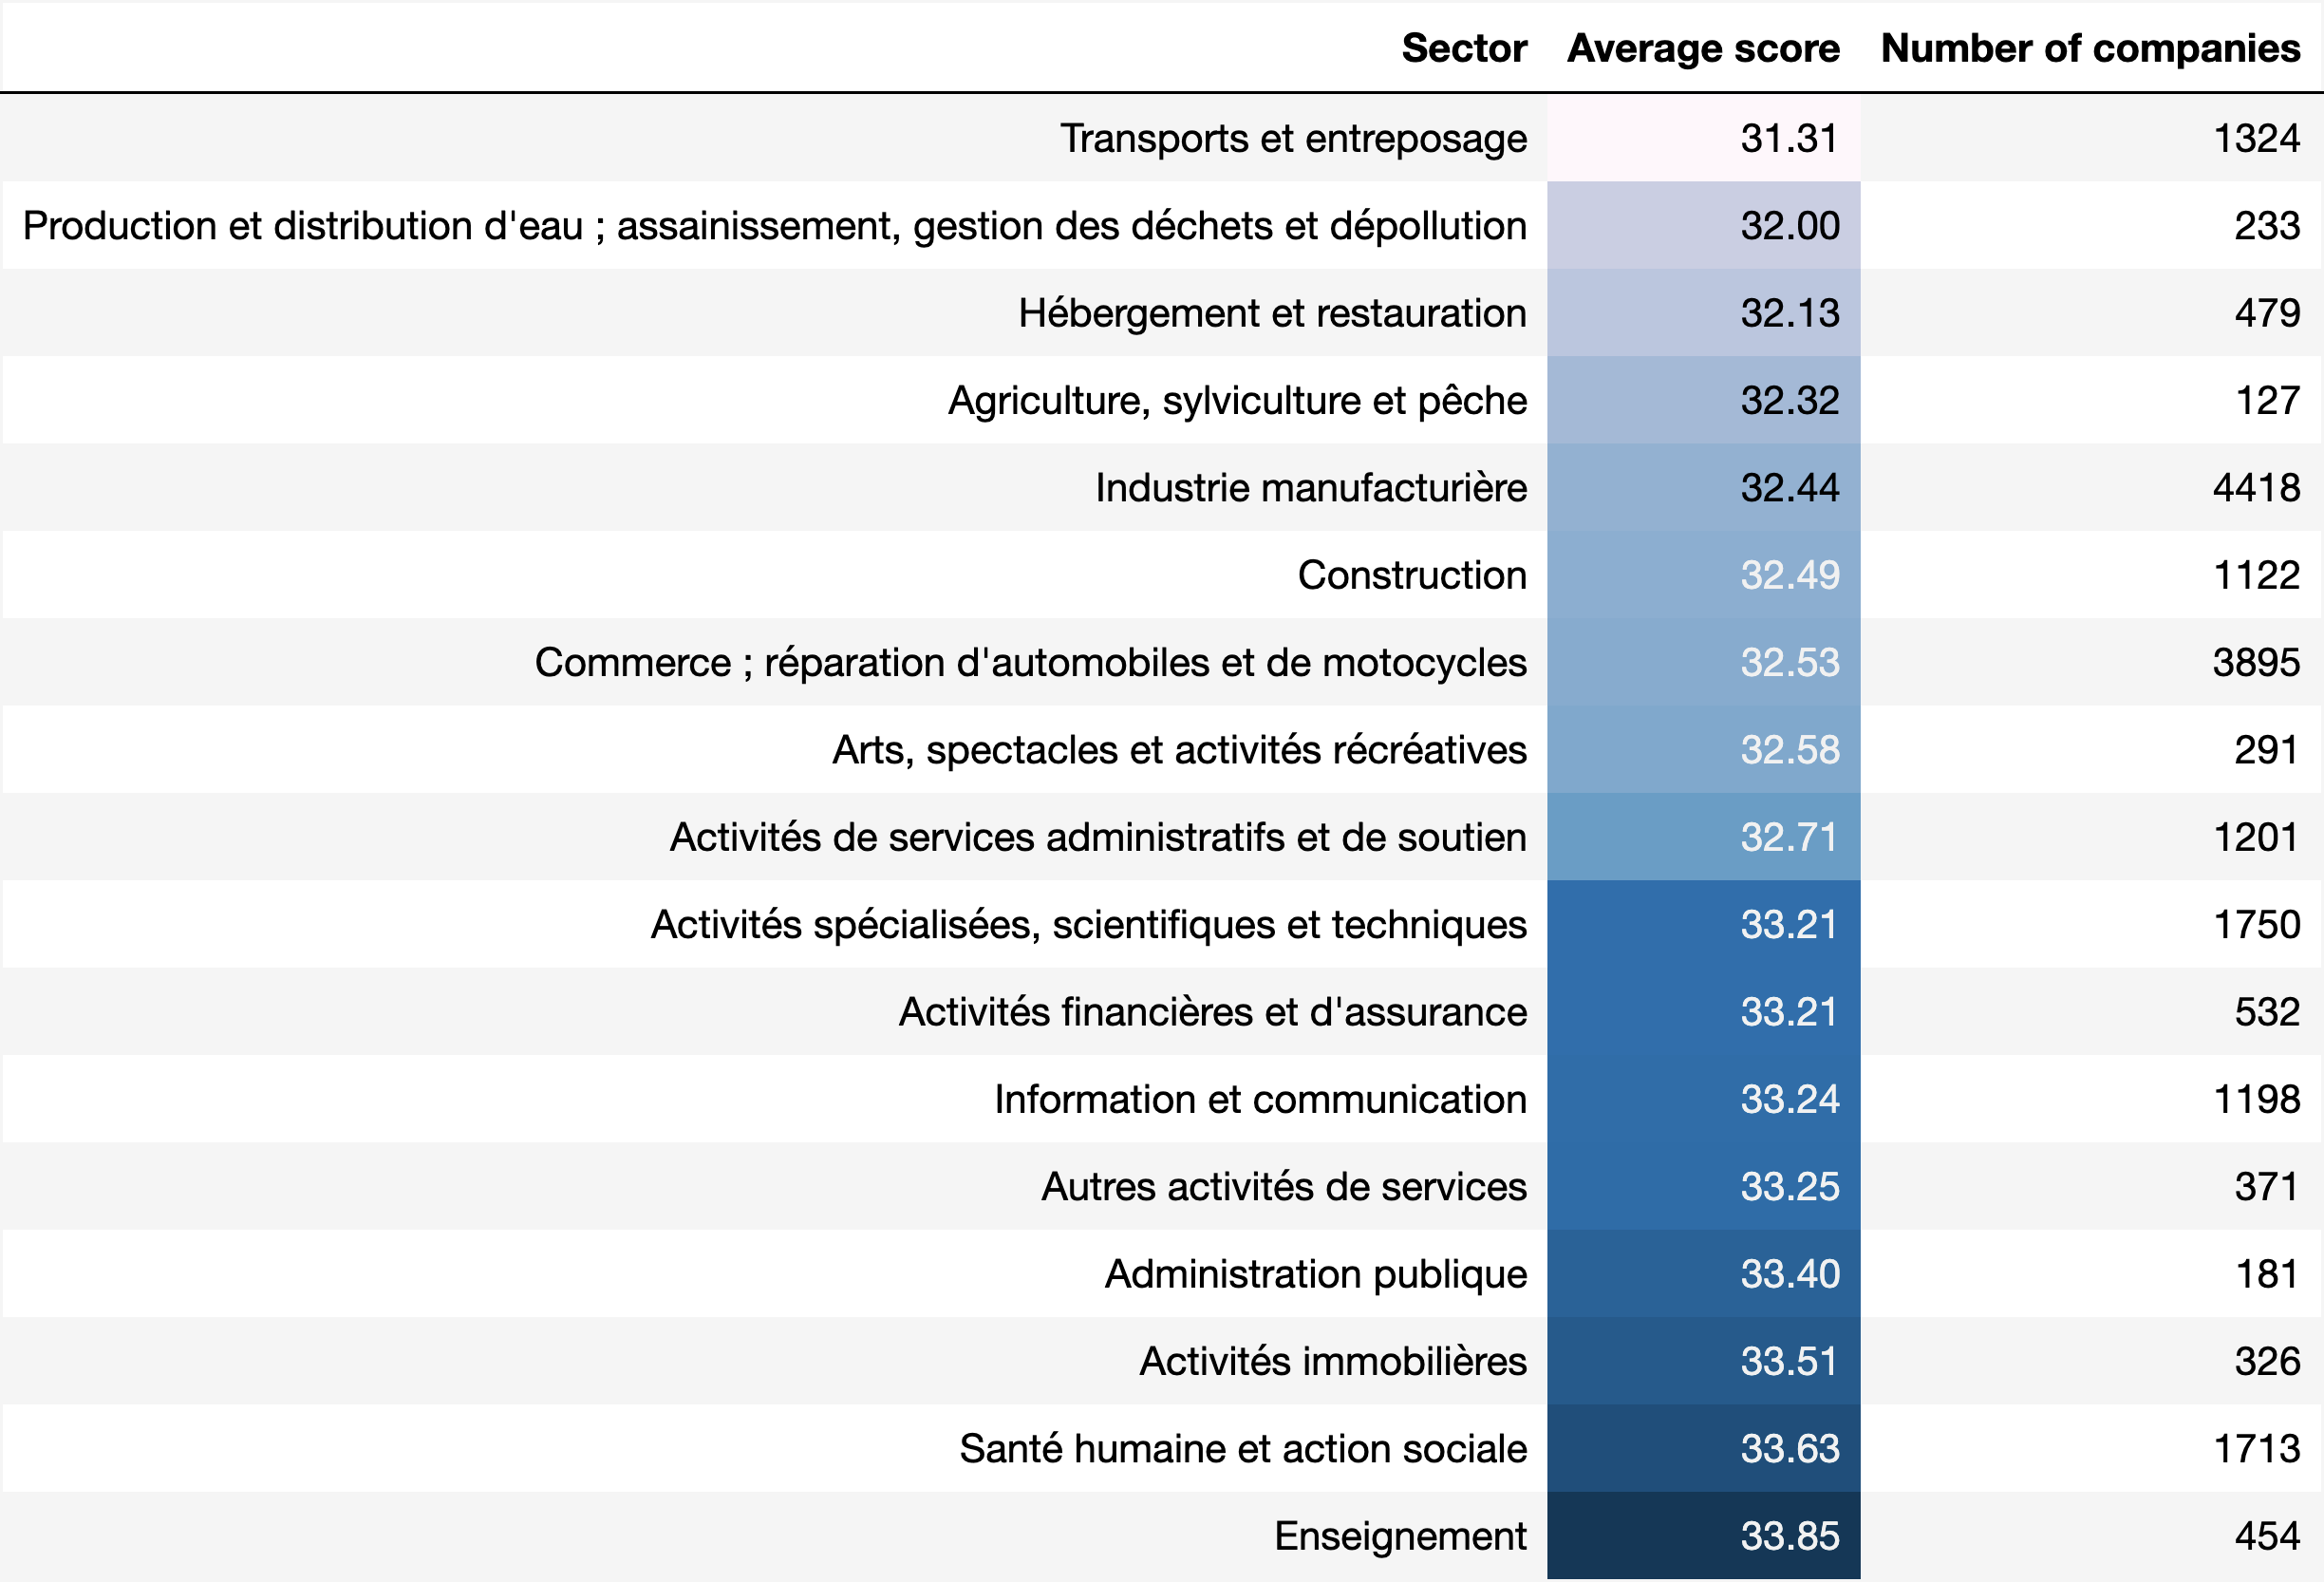 Sector Average score Number of companies
Transports et entreposage 31.31 1324
Production et distribution d'eau ; assainissement, gestion des déchets et dépollution 32.00 233
Hébergement et restauration 32.13 479
Agriculture, sylviculture et pêche 32.32 127
Industrie manufacturière 32.44 4418
Construction 32.49 1122
Commerce ; réparation d'automobiles et de motocycles 32.53 3895
Arts, spectacles et activités récréatives 32.58 291
Activités de services administratifs et de soutien 32.71 1201
Activités spécialisées, scientifiques et techniques 33.21 1750
Activités financières et d'assurance 33.21 532
Information et communication 33.24 1198
Autres activités de services 33.25 371
Administration publique 33.40 181
Activités immobilières 33.51 326
Santé humaine et action sociale 33.63 1713
Enseignement 33.85 454